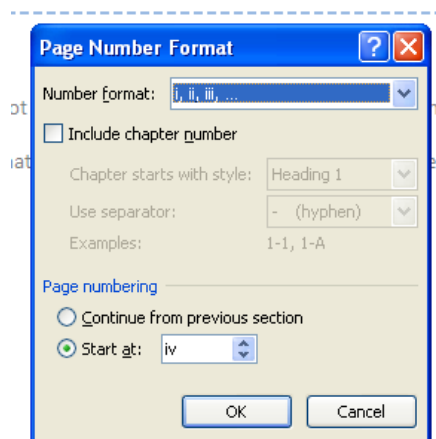 Page Number Format
Number format: i, ii, iii, ...
Include chapter number
Chapter starts with style: Heading 1
Use separator: - (hyphen)
Examples: 1-1, 1-A
Page numbering
Continue from previous section
Start at: iv
OK Cancel